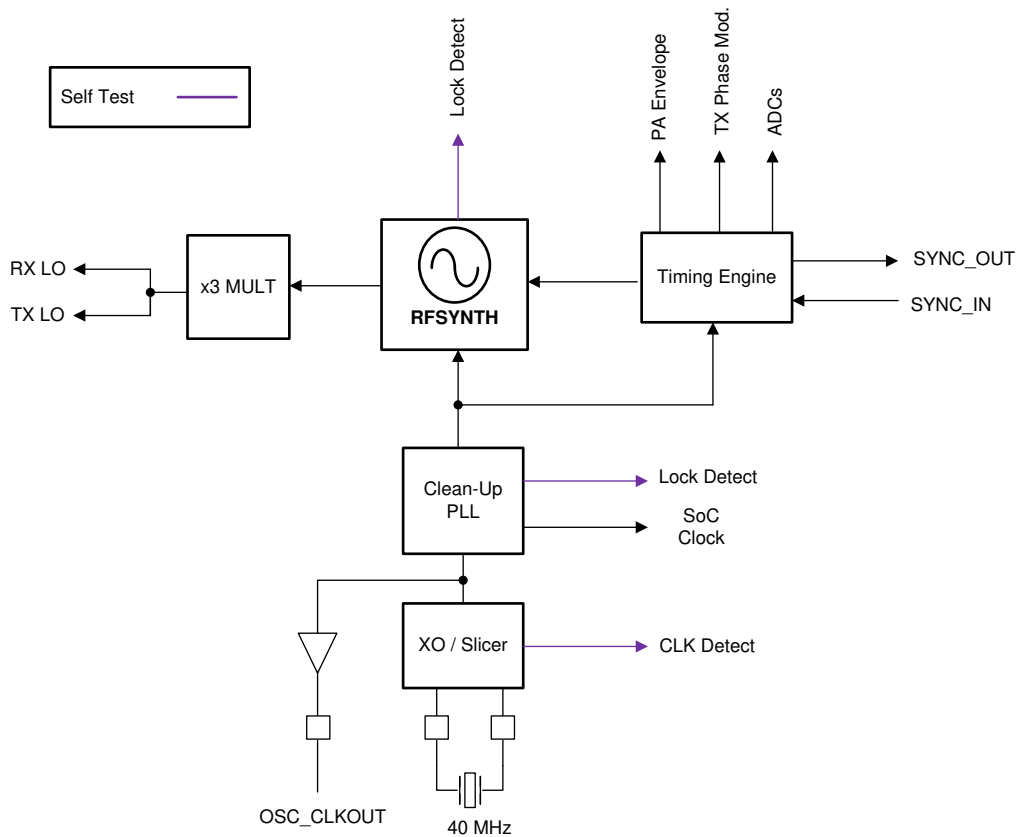 Lock Detect
PA Envelope
TX Phase Mod.
ADCs
Self Test
RX LO
TX LO
x3 MULT
RFSYNTH
Timing Engine
SYNC_OUT
SYNC_IN
Clean-Up
PLL
Lock Detect
SoC
Clock
XO / Slicer
CLK Detect
OSC_CLKOUT
40 MHz